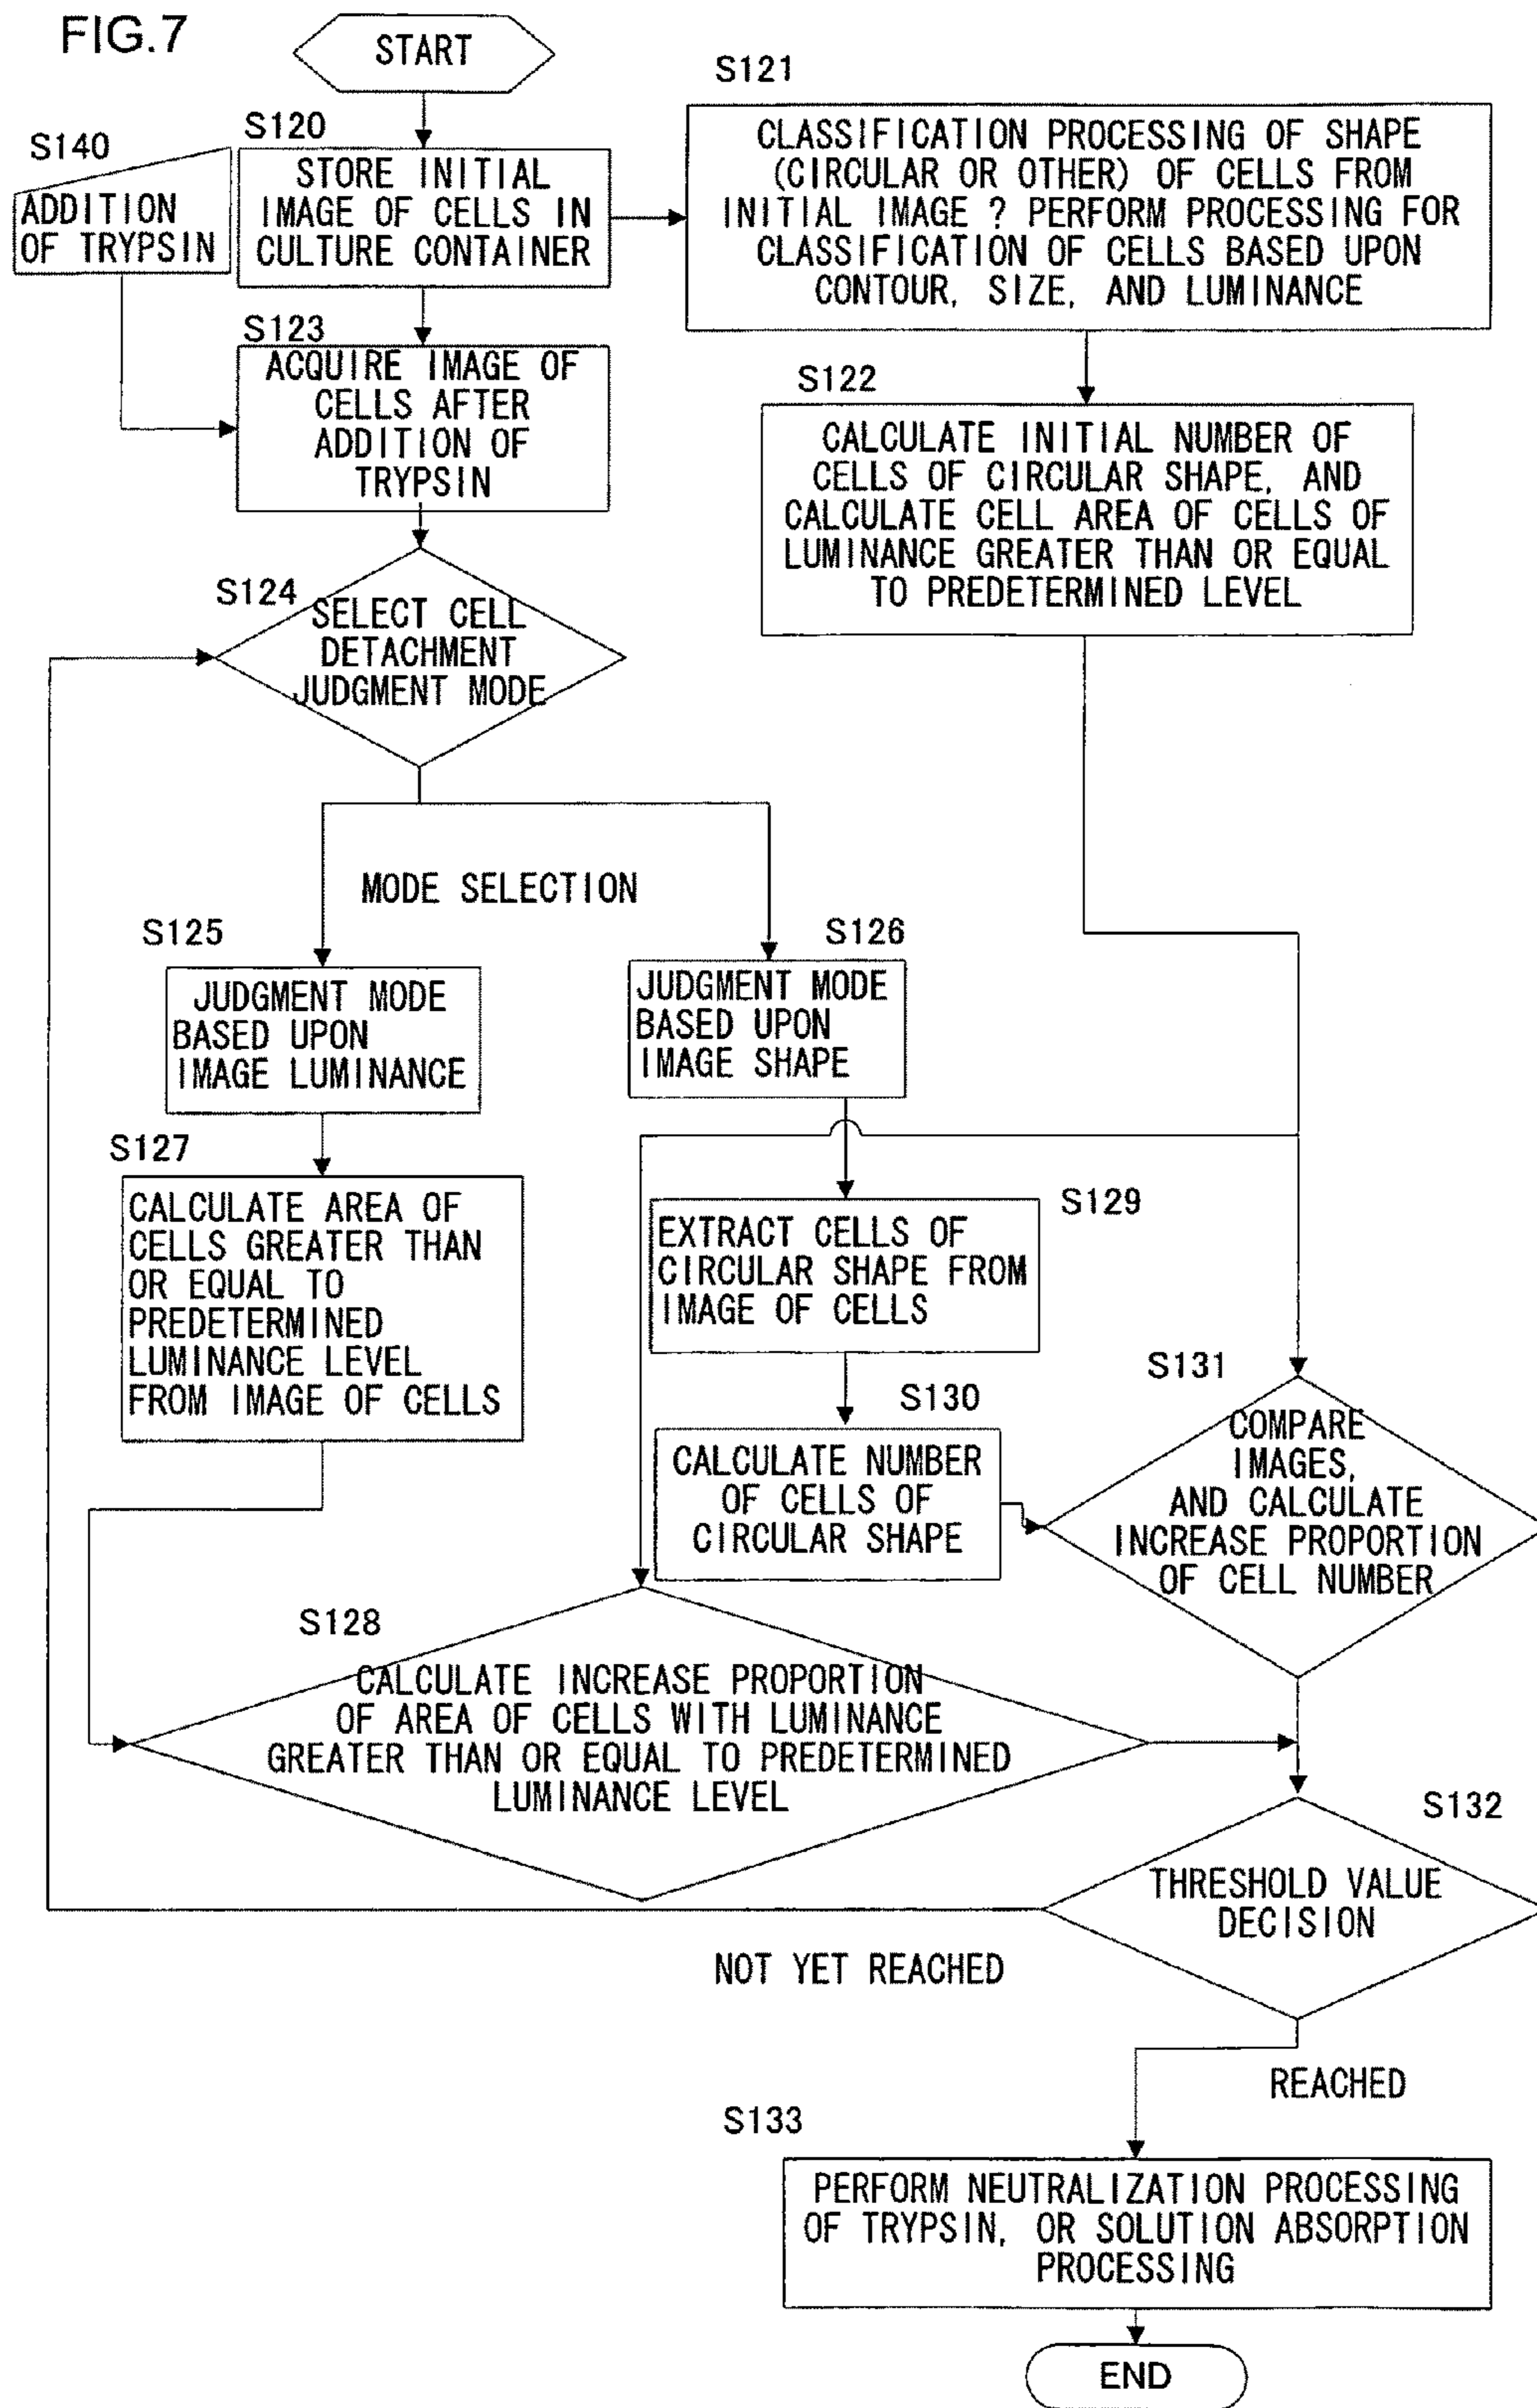 FIG.7
START
S120
STORE INITIAL
IMAGE OF CELLS IN
CULTURE CONTAINER
S140
ADDITION
OF TRYPSIN
S121
CLASSIFICATION PROCESSING OF SHAPE
(CIRCULAR OR OTHER) OF CELLS FROM
INITIAL IMAGE ? PERFORM PROCESSING FOR
CLASSIFICATION OF CELLS BASED UPON
CONTOUR, SIZE, AND LUMINANCE
S123
ACQUIRE IMAGE OF
CELLS AFTER
ADDITION OF
TRYPSIN
S122
CALCULATE INITIAL NUMBER OF
CELLS OF CIRCULAR SHAPE, AND
CALCULATE CELL AREA OF CELLS OF
LUMINANCE GREATER THAN OR EQUAL
TO PREDETERMINED LEVEL
S124
SELECT CELL
DETACHMENT
JUDGMENT MODE
MODE SELECTION
S125
JUDGMENT MODE
BASED UPON
IMAGE LUMINANCE
S126
JUDGMENT MODE
BASED UPON
IMAGE SHAPE
S127
CALCULATE AREA OF
CELLS GREATER THAN
OR EQUAL TO
PREDETERMINED
LUMINANCE LEVEL
FROM IMAGE OF CELLS
S129
EXTRACT CELLS OF
CIRCULAR SHAPE FROM
IMAGE OF CELLS
S130
CALCULATE NUMBER
OF CELLS OF
CIRCULAR SHAPE
S131
COMPARE
IMAGES,
AND CALCULATE
INCREASE PROPORTION
OF CELL NUMBER
S128
CALCULATE INCREASE PROPORTION
OF AREA OF CELLS WITH LUMINANCE
GREATER THAN OR EQUAL TO PREDETERMINED
LUMINANCE LEVEL
S132
THRESHOLD VALUE
DECISION
NOT YET REACHED
REACHED
S133
PERFORM NEUTRALIZATION PROCESSING
OF TRYPSIN, OR SOLUTION ABSORPTION
PROCESSING
END